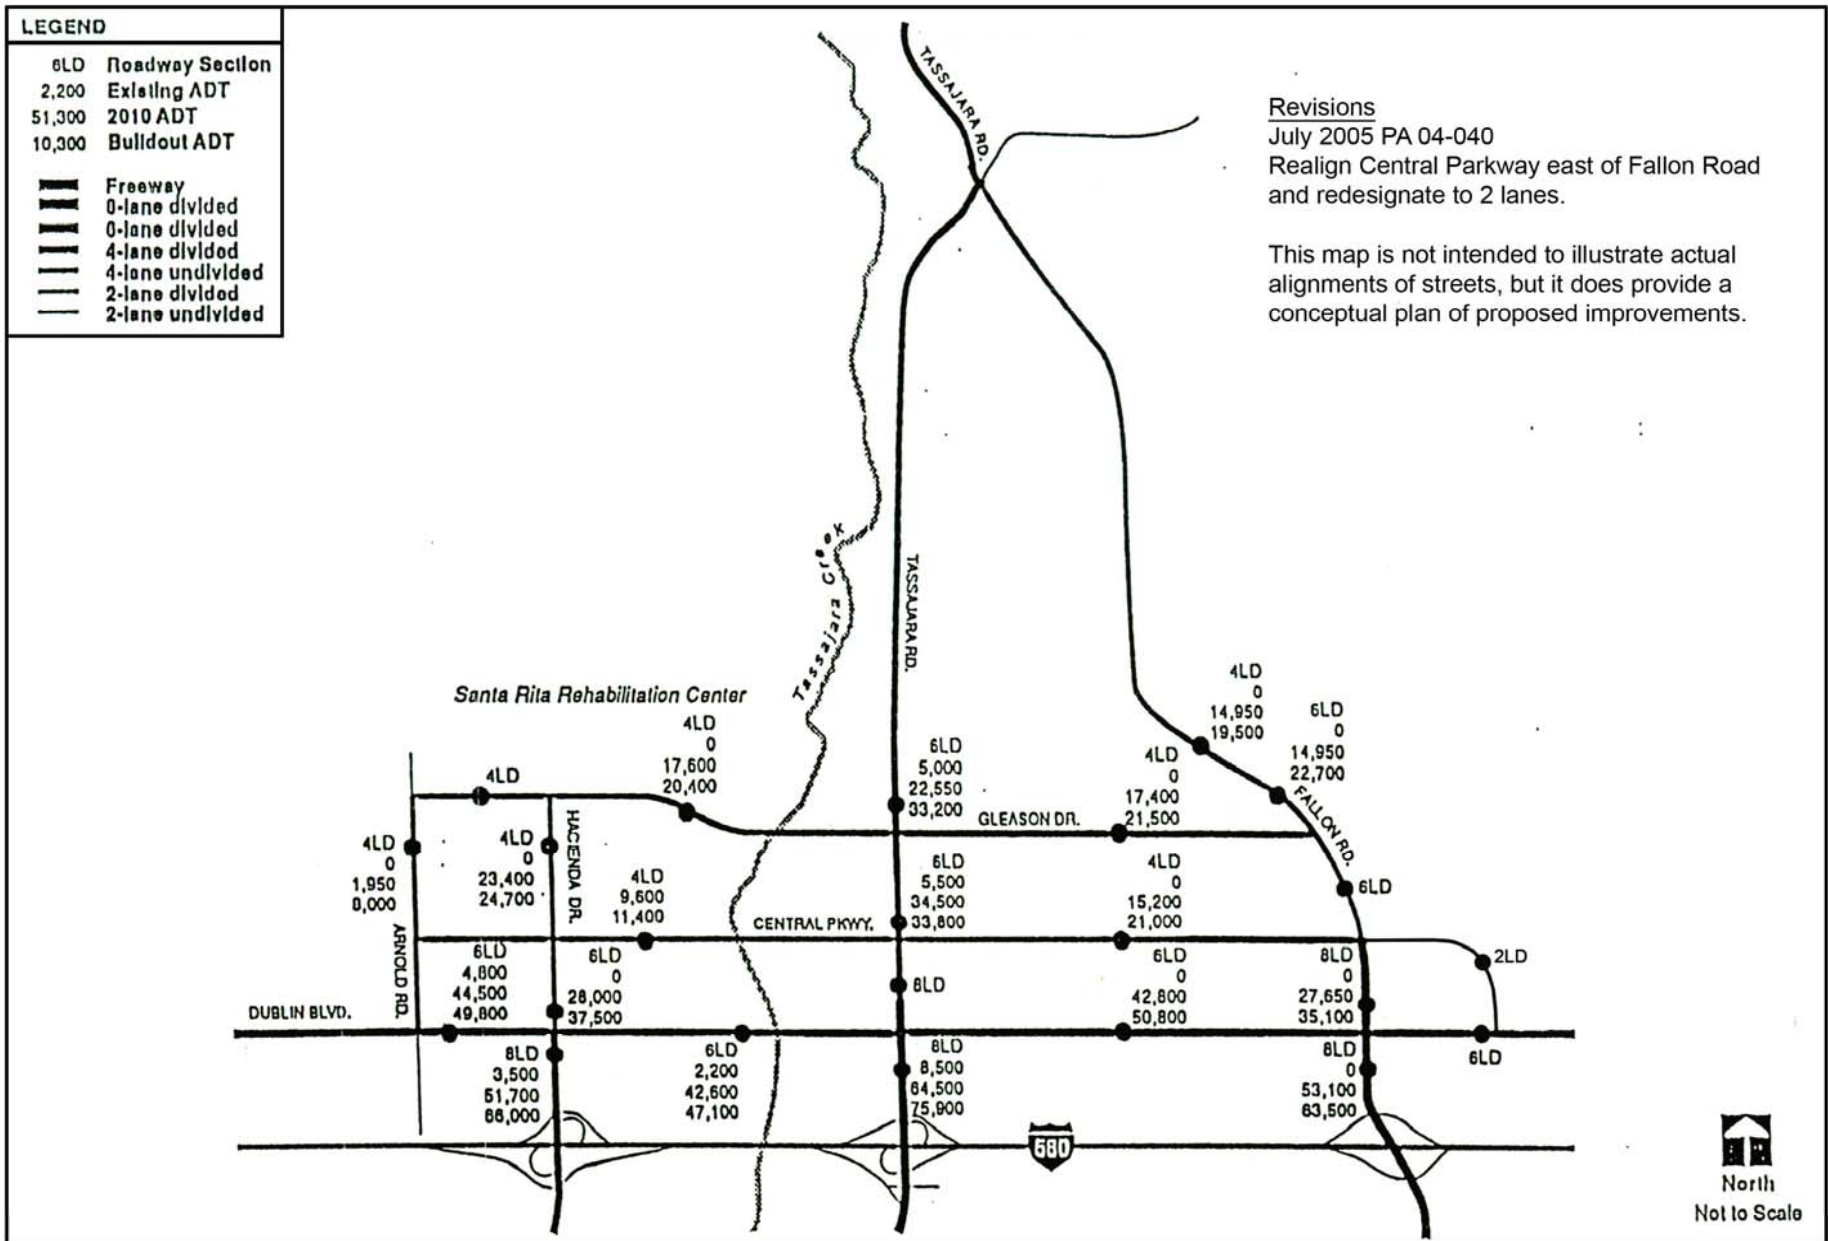 LEGEND
6LD Roadway Section
2,200 Existing ADT
51,300 2010 ADT
10,300 Buildout ADT
Freeway
0-lane divided
0-lane divided
4-lane divided
4-lane undivided
2-lane divided
2-lane undivided
Revisions
July 2005 PA 04-040
Realign Central Parkway east of Fallon Road
and redesignate to 2 lanes.
This map is not intended to illustrate actual
alignments of streets, but it does provide a
conceptual plan of proposed improvements.
TASSAJARA RD.
Tassajara Creek
TASSAJARA RD.
Santa Rita Rehabilitation Center
4LD
0
17,600
20,400
4LD
6LD
5,000
22,550
33,200
4LD
0
14,950
19,500
6LD
0
14,950
22,700
4LD
0
17,400
21,500
GLEASON DR.
FALLON RD.
HACIENDA DR.
4LD
0
1,950
0,000
4LD
0
23,400
24,700
4LD
9,600
11,400
6LD
5,500
34,500
33,800
4LD
0
15,200
21,000
6LD
CENTRAL PKWY.
ARNOLD RD.
6LD
4,800
44,500
49,800
6LD
0
28,000
37,500
8LD
6LD
0
42,800
50,800
8LD
0
27,650
35,100
2LD
DUBLIN BLVD.
8LD
3,500
51,700
66,000
6LD
2,200
42,600
47,100
8LD
8,500
64,500
75,900
8LD
0
53,100
63,500
6LD
680
North
Not to Scale